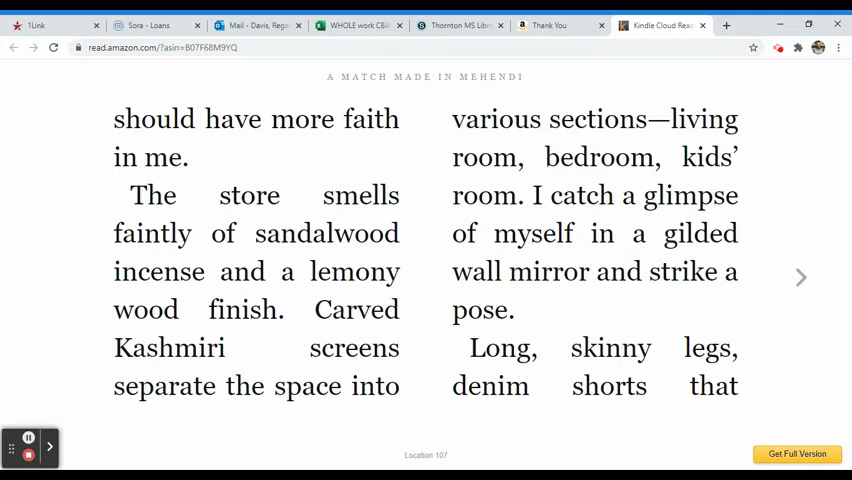 1Link
Sora - Loans
Mail - Davis, Rega
WHOLE work CBA
Thornton MS Libr
Thank You
Kindle Cloud Read
read.amazon.com/?asin=B07F68M9YQ
A MATCH MADE IN MEHENDI
should have more faith
in me.
The store smells
faintly of sandalwood
incense and a lemony
wood finish. Carved
Kashmiri screens
separate the space into
various sections—living
room, bedroom, kids’
room. I catch a glimpse
of myself in a gilded
wall mirror and strike a
pose.
Long, skinny legs,
denim shorts that
Location 107
Get Full Version